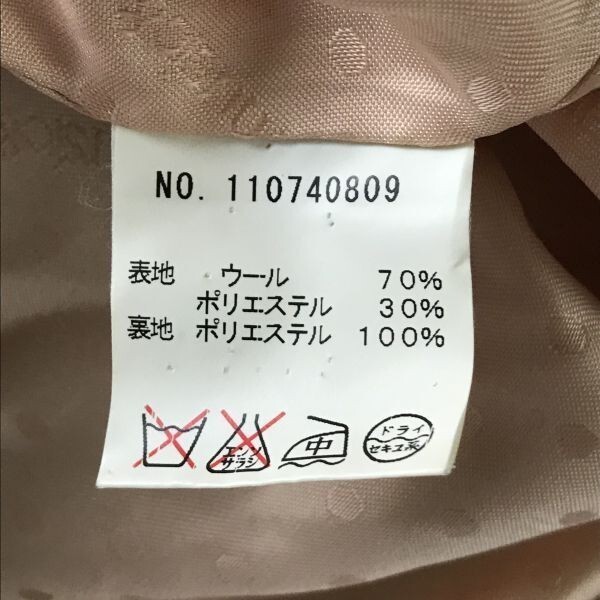 NO. 110740809
表地 ウール 70%
ポリエステル 30%
裏地 ポリエステル 100%
エンソ
サラシ
中
ドライ
セキユ系